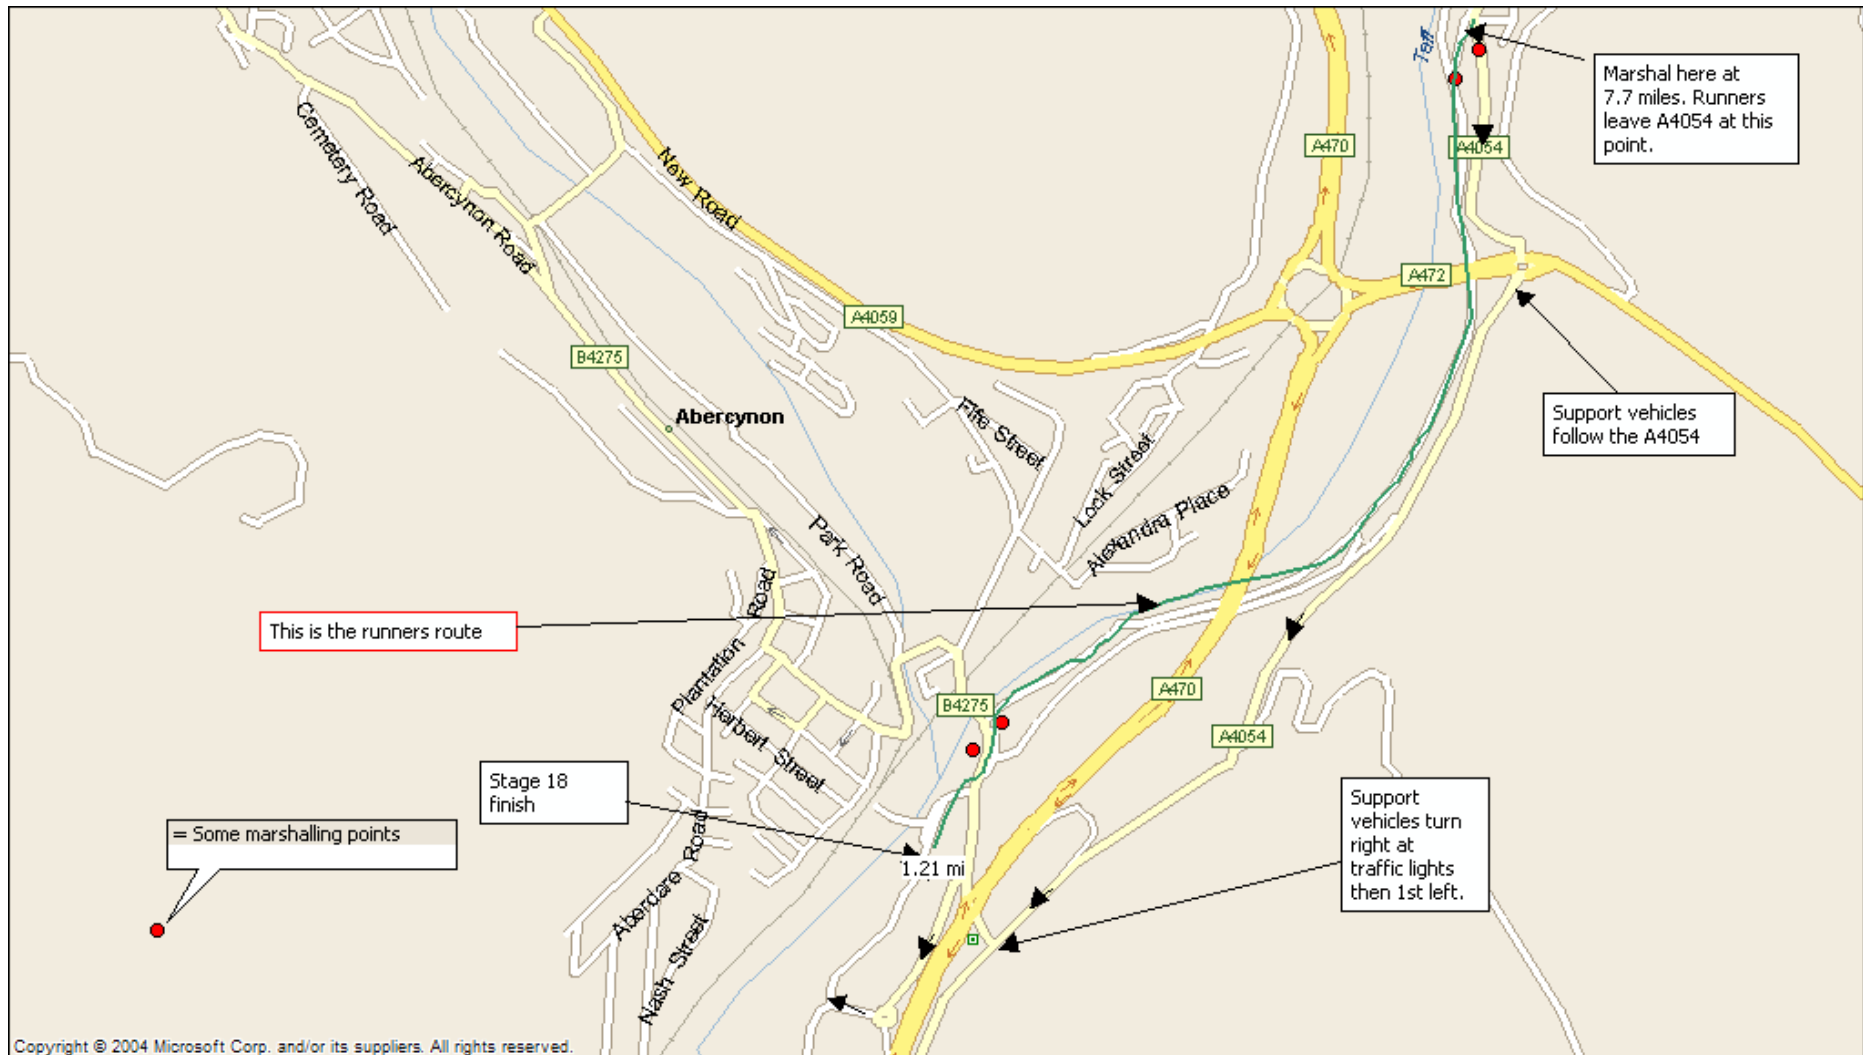 Taff
Marshal here at
7.7 miles. Runners
leave A4054 at this
point.
A470
A4054
Cemetery Road
Abercynon Road
New Road
A472
A4059
B4275
Abercynon
Fife Street
Support vehicles
follow the A4054
Lock Street
Alexandra Place
Park Road
Plantation Road
This is the runners route
Herbert Street
B4275
A470
A4054
Stage 18
finish
Support
vehicles turn
right at
traffic lights
then 1st left.
= Some marshalling points
1.21 mi
Aberdare Road
Nash Street
Copyright © 2004 Microsoft Corp. and/or its suppliers. All rights reserved.